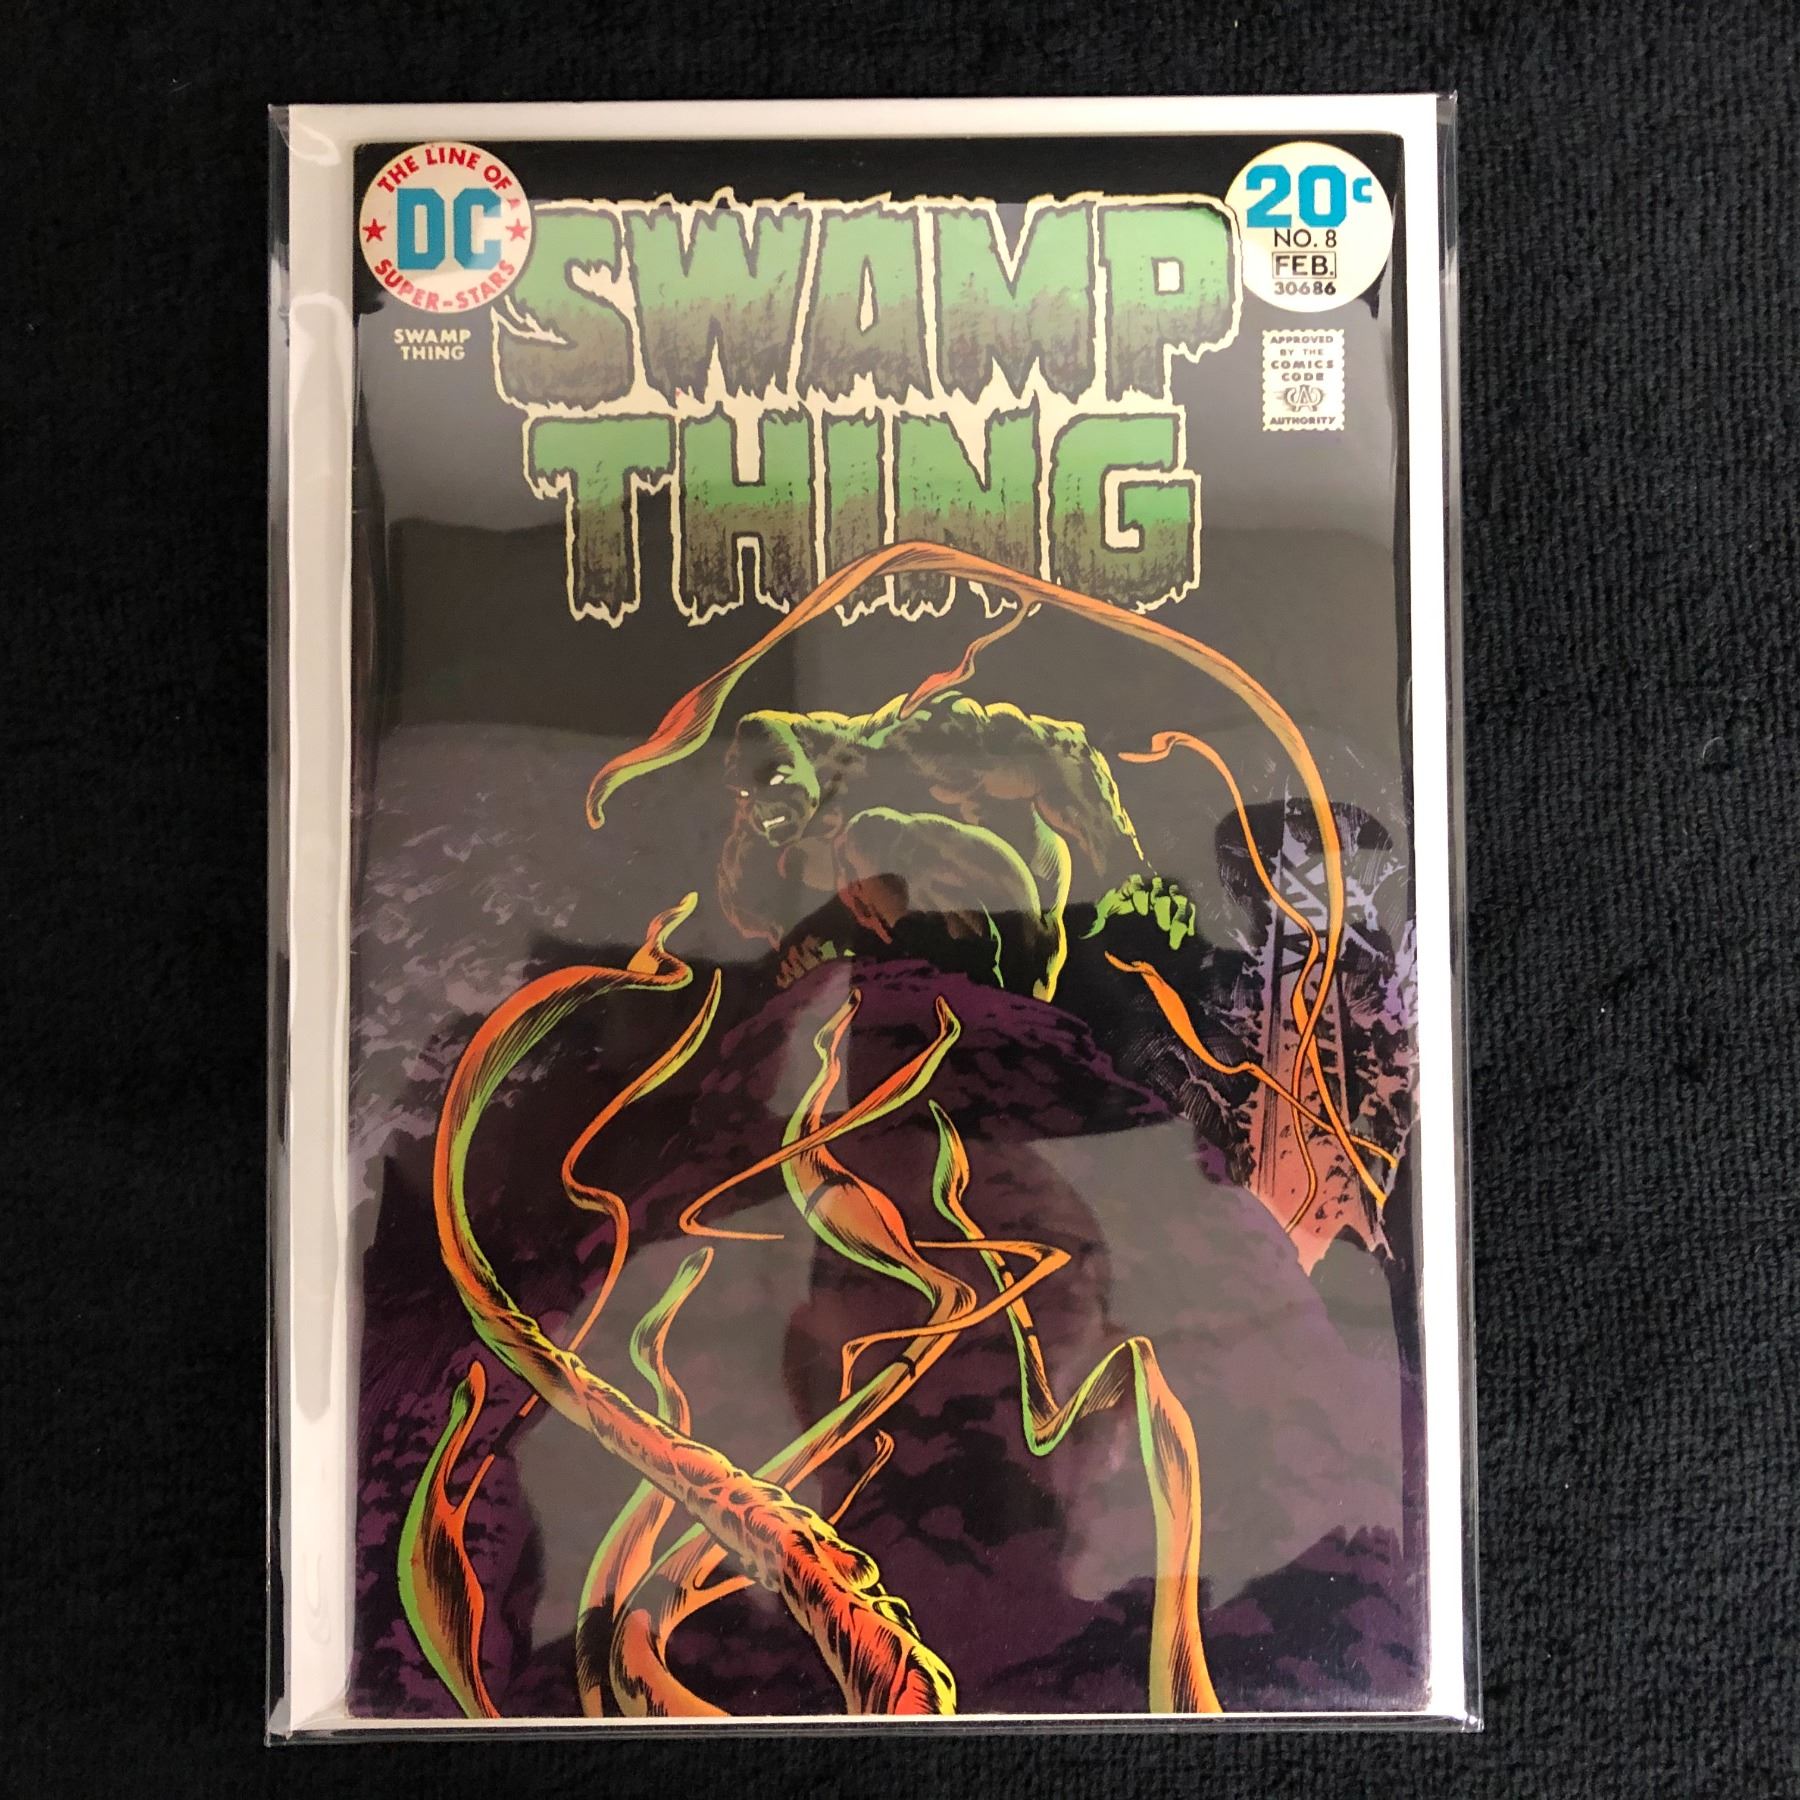 THE LINE OF A
DC
SUPER-STARS
SWAMP
THING
SWAMP
THING
20¢
NO. 8
FEB.
30686
APPROVED
BY THE
COMICS
CODE
CA
AUTHORITY